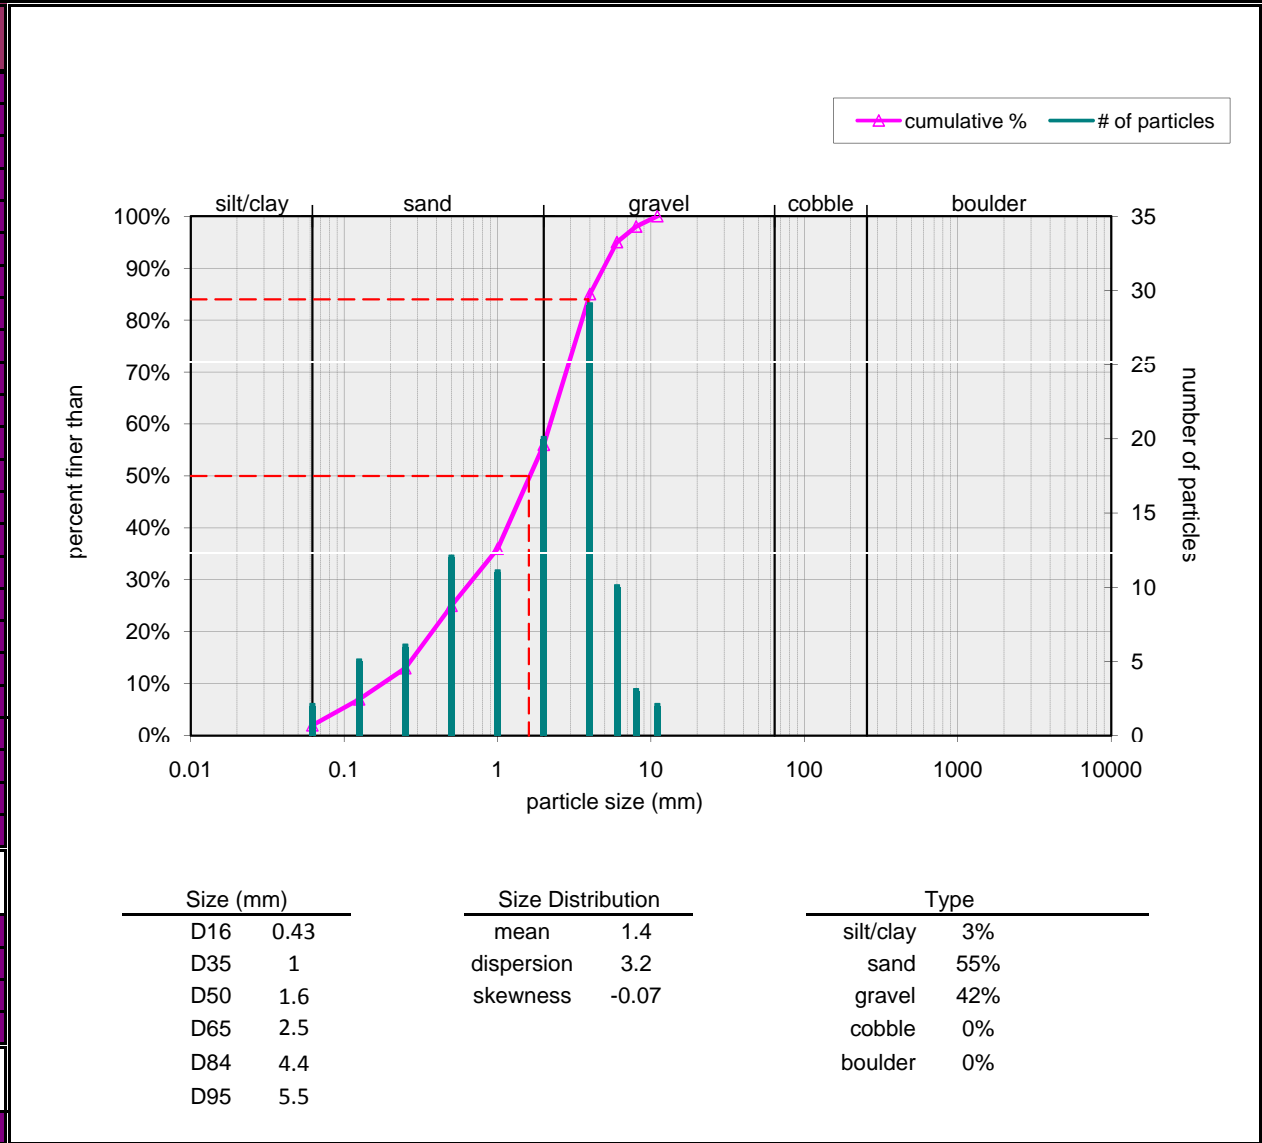 cumulative % # of particles
silt/clay sand gravel cobble boulder
100% 35
90%
30
80%
25
70%
60%
20
50%
15
40%
30%
10
20%
5
10%
0% 0
percent finer than
number of particles
0.01 0.1 1 10 100 1000 10000
particle size (mm)
Size (mm)
D16 0.43
D35 1
D50 1.6
D65 2.5
D84 4.4
D95 5.5
Size Distribution
mean 1.4
dispersion 3.2
skewness -0.07
Type
silt/clay 3%
sand 55%
gravel 42%
cobble 0%
boulder 0%